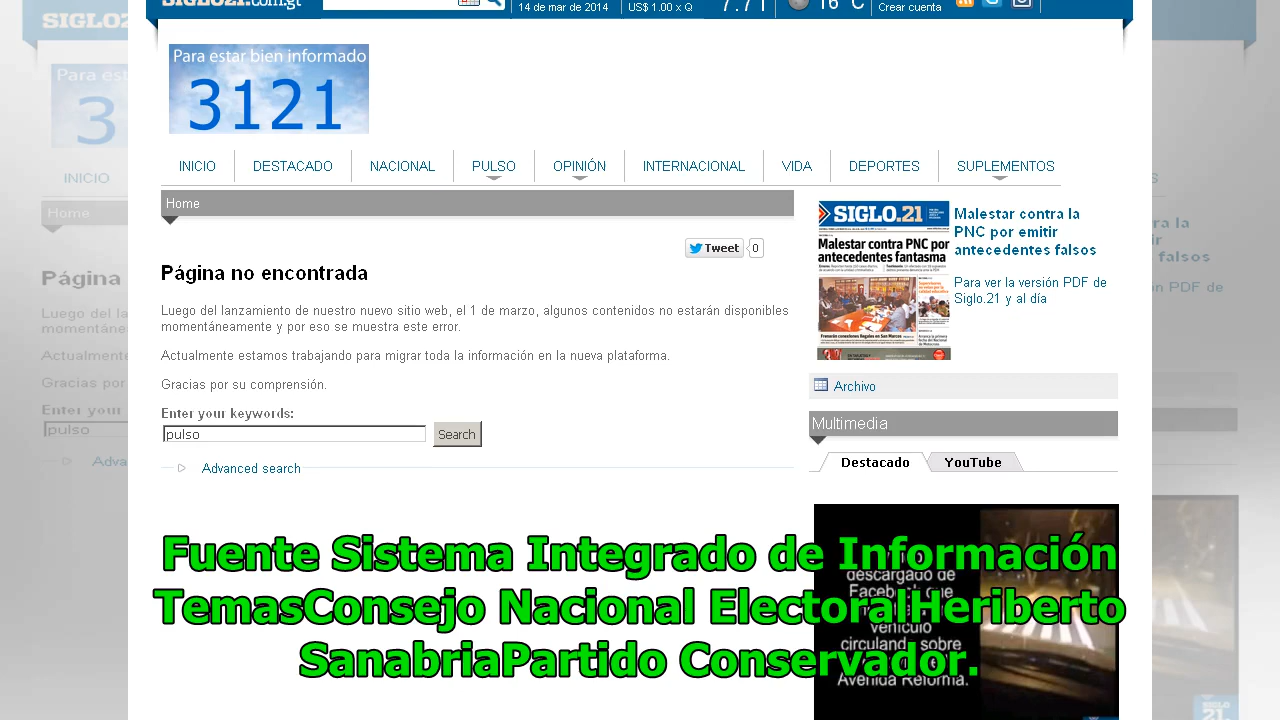 SIGLO21.com.gt
14 de mar de 2014
US$ 1.00 x Q
7.71
16 °C
Crear cuenta
Para estar bien informado
3121
INICIO
DESTACADO
NACIONAL
PULSO
OPINIÓN
INTERNACIONAL
VIDA
DEPORTES
SUPLEMENTOS
Home
Tweet 0
Página no encontrada
Luego del lanzamiento de nuestro nuevo sitio web, el 1 de marzo, algunos contenidos no estarán disponibles
momentáneamente y por eso se muestra este error.
Actualmente estamos trabajando para migrar toda la información en la nueva plataforma.
Gracias por su comprensión.
Enter your keywords:
pulso
Search
Advanced search
SIGLO.21
Malestar contra PNC por
antecedentes fantasma
Malestar contra la
PNC por emitir
antecedentes falsos
Para ver la versión PDF de
Siglo.21 y al día
Archivo
Multimedia
Destacado
YouTube
descargado de
Facebook que
vehículo
circulando sobre
Avenida Reforma.
Fuente Sistema Integrado de Información
TemasConsejo Nacional ElectoralHeriberto
SanabriaPartido Conservador.